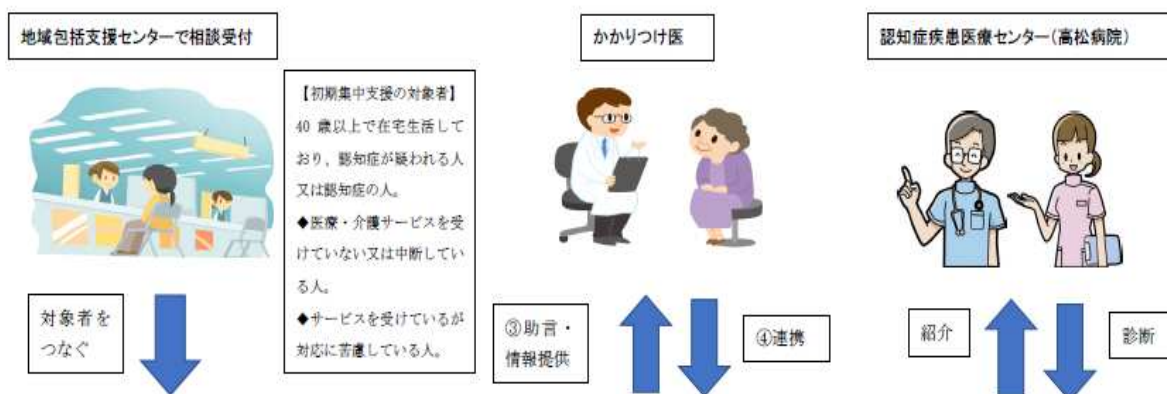 地域包括支援センターで相談受付
かかりつけ医
認知症疾患医療センター(高松病院)
【初期集中支援の対象者】
40 歳以上で在宅生活して
おり、認知症が疑われる人
又は認知症の人。
◆医療・介護サービスを受
けていない又は中断してい
る人。
◆サービスを受けているが
対応に苦慮している人。
対象者を
つなぐ
③助言・
情報提供
④連携
紹介
診断